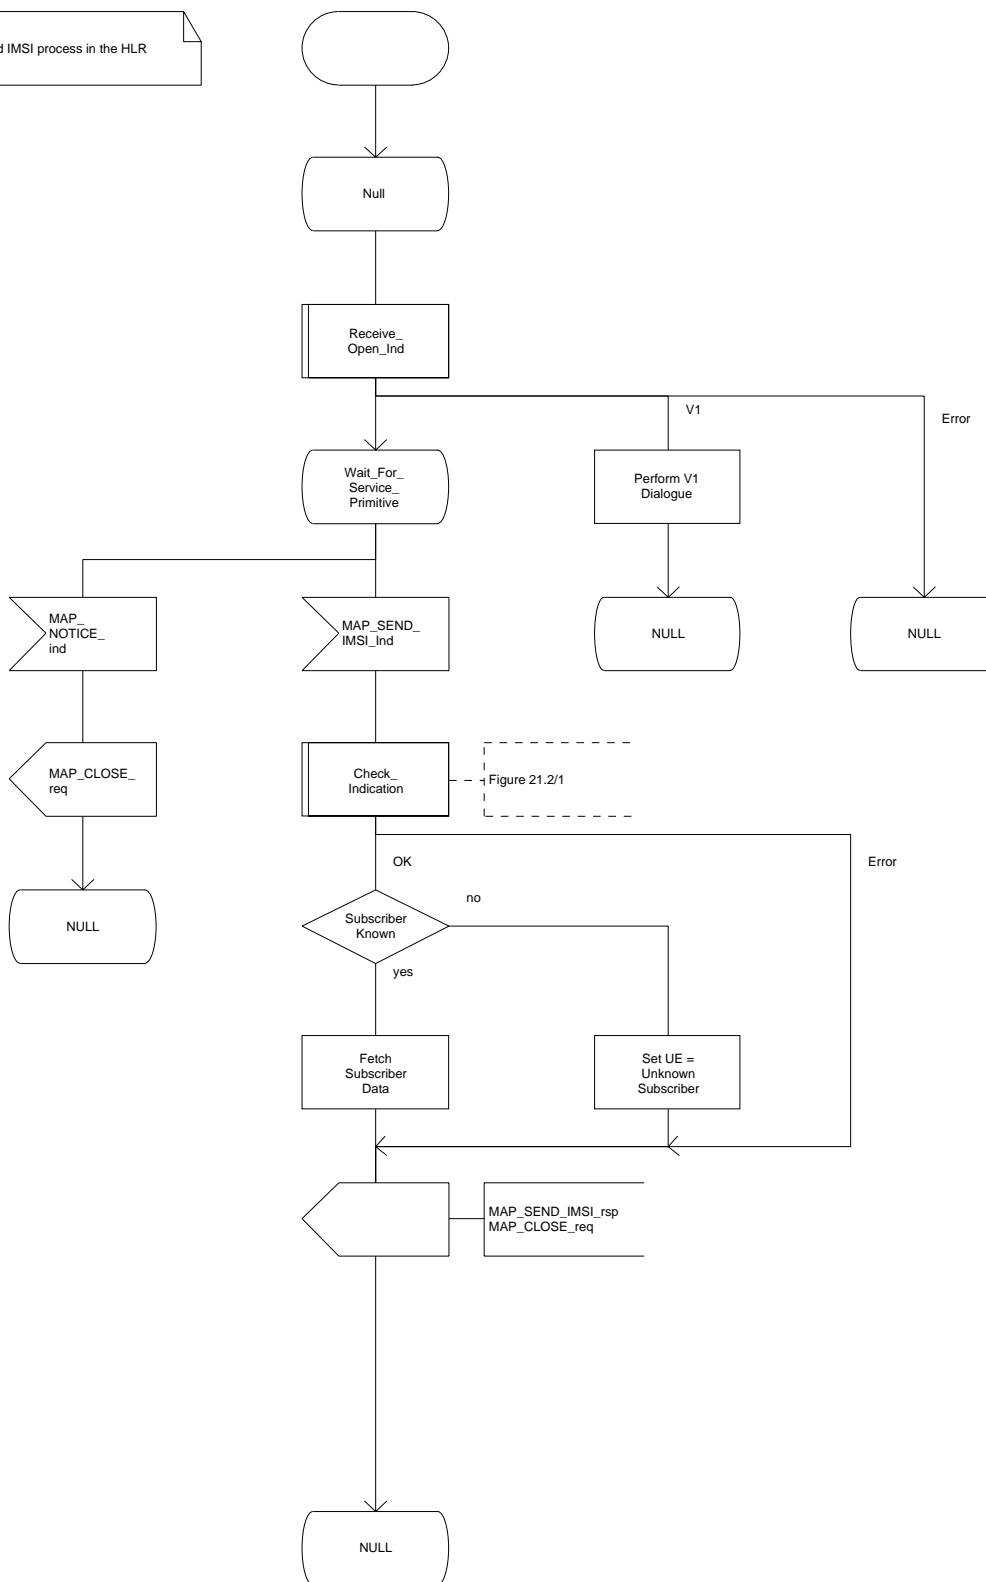 IMSI process in the HLR
Null
Receive_
Open_Ind
V1
Error
Wait_For_
Service_
Primitive
Perform V1
Dialogue
MAP_
NOTICE_
ind
MAP_SEND_
IMSI_Ind
NULL
NULL
MAP_CLOSE_
req
Check_
Indication
Figure 21.2/1
OK
Error
no
Subscriber
Known
NULL
yes
Fetch
Subscriber
Data
Set UE =
Unknown
Subscriber
MAP_SEND_IMSI_rsp
MAP_CLOSE_req
NULL